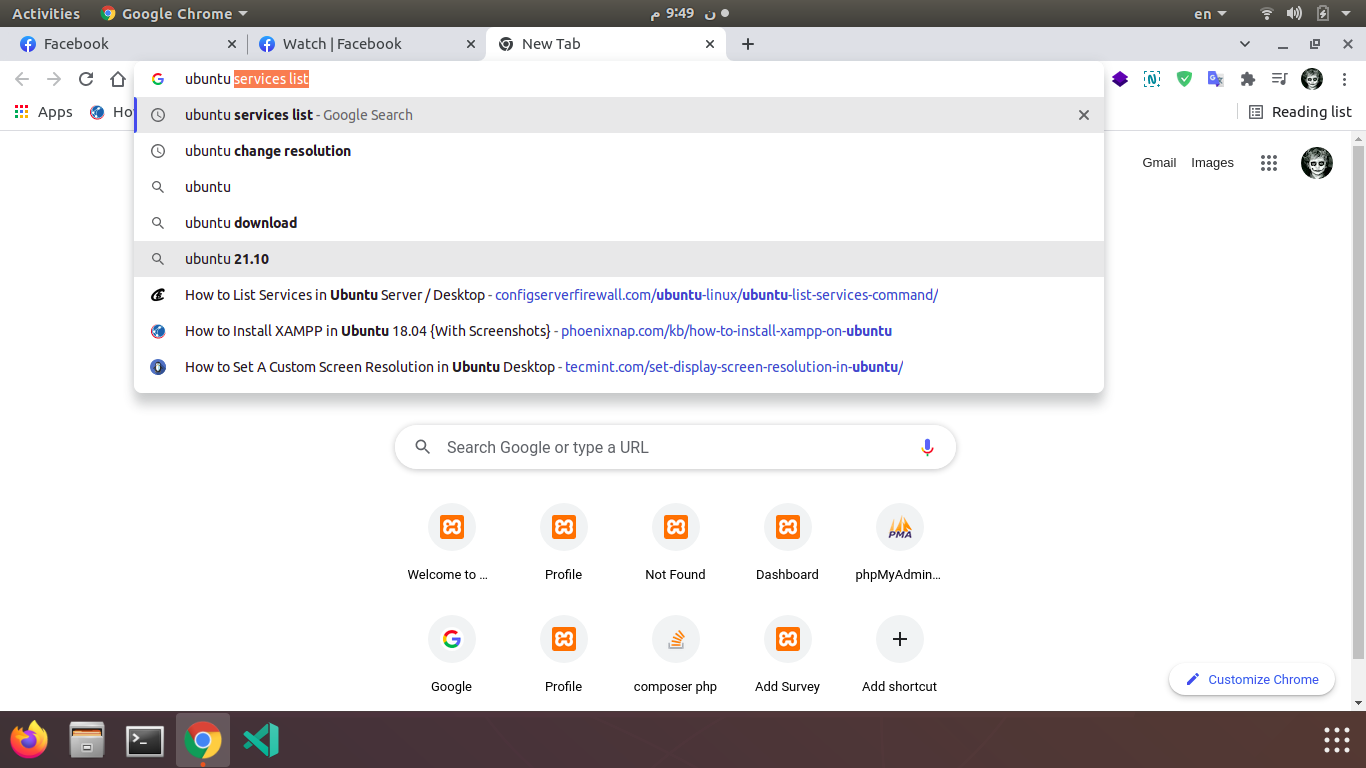 Activities Google Chrome ن 9:49 م en
Facebook Watch | Facebook New Tab
ubuntu services list
Apps Ho Reading list
ubuntu services list - Google Search
ubuntu change resolution
ubuntu
ubuntu download
ubuntu 21.10
How to List Services in Ubuntu Server / Desktop - configserverfirewall.com/ubuntu-linux/ubuntu-list-services-command/
How to Install XAMPP in Ubuntu 18.04 {With Screenshots} - phoenixnap.com/kb/how-to-install-xampp-on-ubuntu
How to Set A Custom Screen Resolution in Ubuntu Desktop - tecmint.com/set-display-screen-resolution-in-ubuntu/
Gmail Images
Search Google or type a URL
Welcome to ... Profile Not Found Dashboard phpMyAdmin...
PMA
Google Profile composer php Add Survey Add shortcut
Customize Chrome